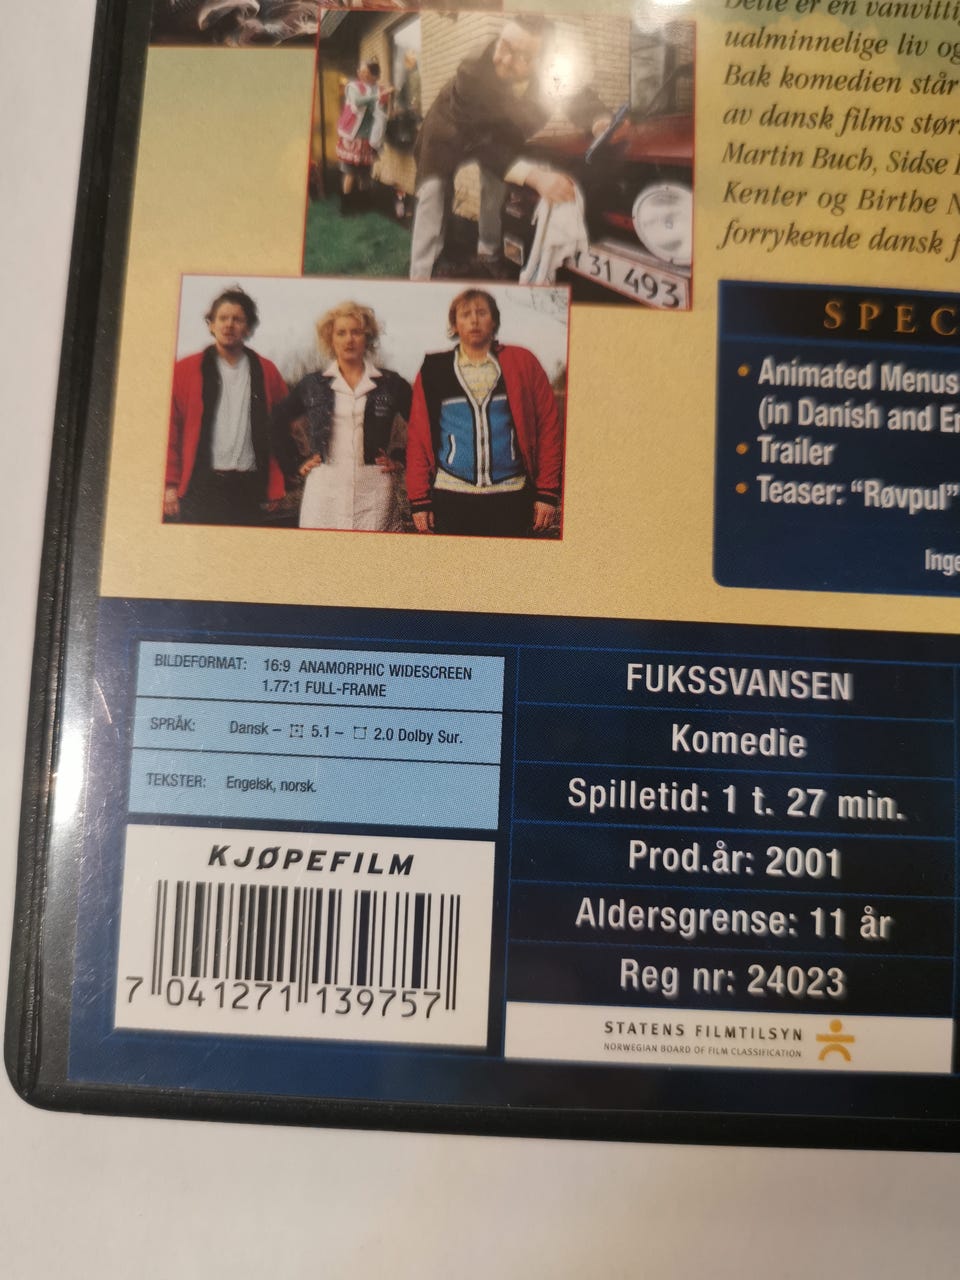 ualminnelige liv og
Bak komedien står
av dansk films
Martin Buch, Sidse
Kenter og Birthe
forrykende dansk
31 493
SPEC
• Animated Menus
(in Danish and
• Trailer
• Teaser: “Røvpul”
BILDEFORMAT: 16:9 ANAMORPHIC WIDESCREEN
1.77:1 FULL-FRAME
SPRÅK: Dansk – 5.1 – 2.0 Dolby Sur.
TEKSTER: Engelsk, norsk.
KJØPEFILM
7 041271 139757
FUKSSVANSEN
Komedie
Spilletid: 1 t. 27 min.
Prod.år: 2001
Aldersgrense: 11 år
Reg nr: 24023
STATENS FILMTILSYN
NORWEGIAN BOARD OF FILM CLASSIFICATION